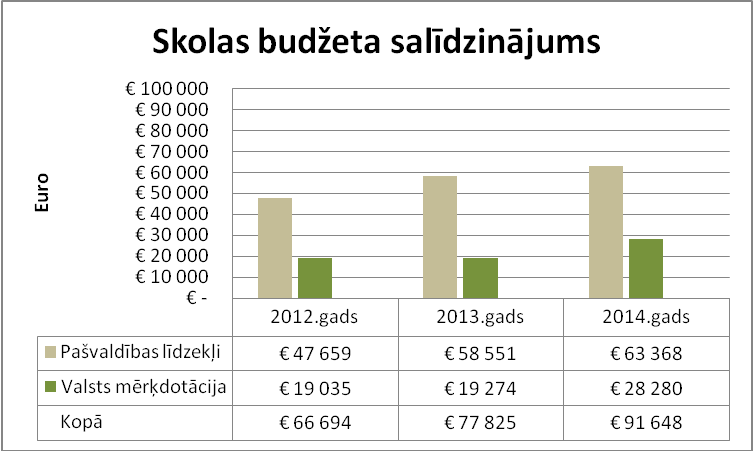 Skolas budžeta salīdzinājums
Euro
€ 100 000
€ 90 000
€ 80 000
€ 70 000
€ 60 000
€ 50 000
€ 40 000
€ 30 000
€ 20 000
€ 10 000
€ -
2012.gads 2013.gads 2014.gads
Pašvaldības līdzekļi € 47 659 € 58 551 € 63 368
Valsts mērķdotācija € 19 035 € 19 274 € 28 280
Kopā € 66 694 € 77 825 € 91 648